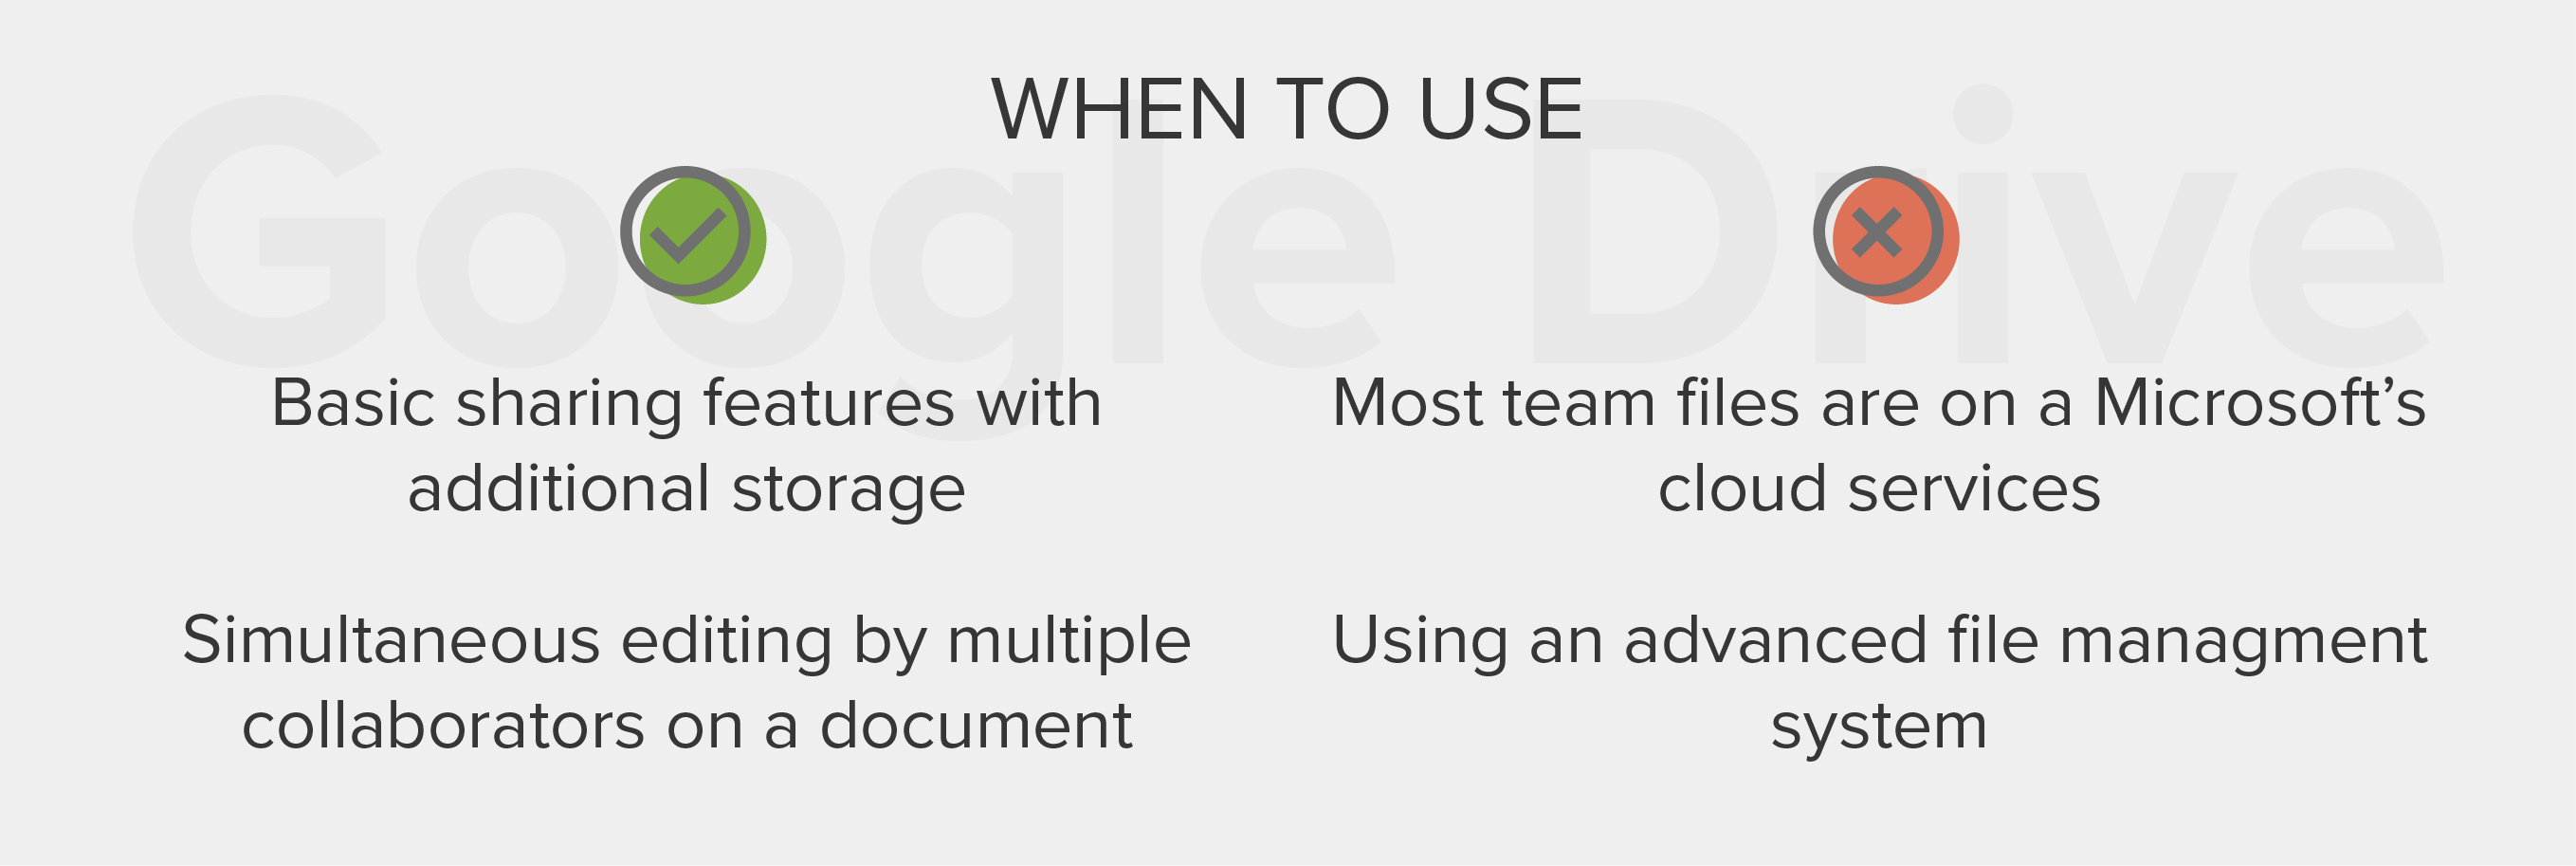 Google Drive
WHEN TO USE
Basic sharing features with
additional storage
Simultaneous editing by multiple
collaborators on a document
Most team files are on a Microsoft’s
cloud services
Using an advanced file managment
system